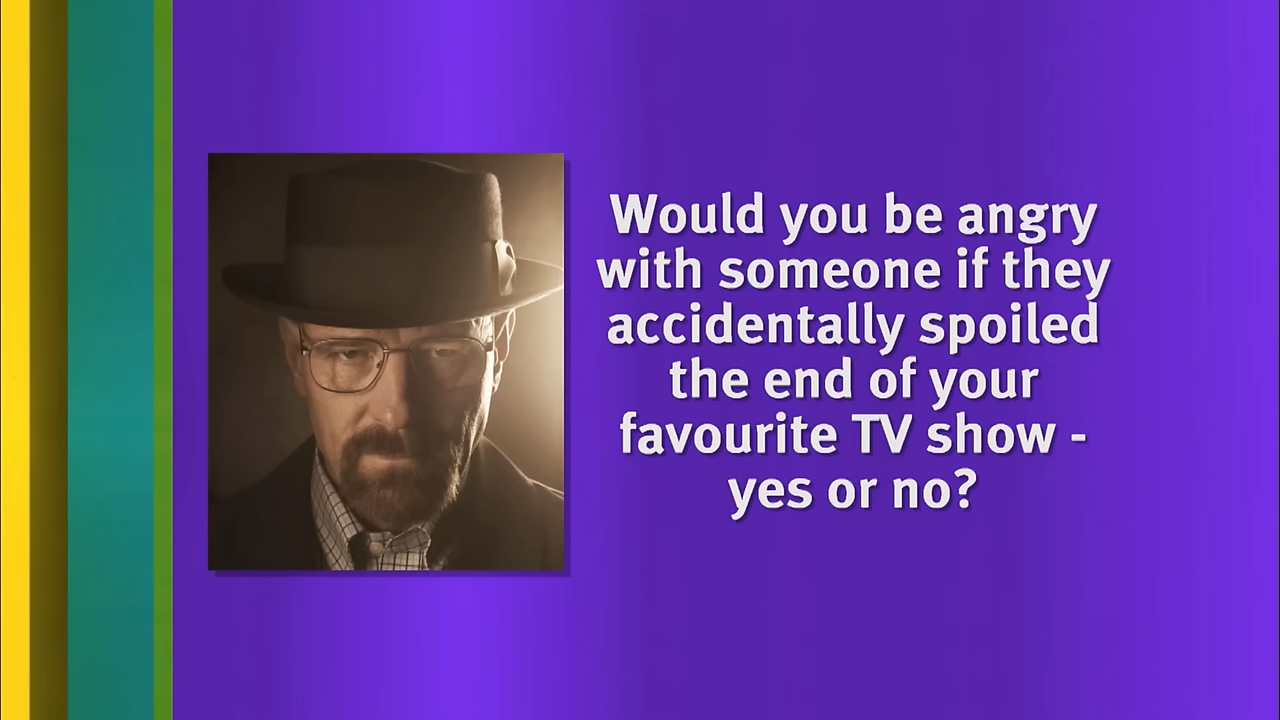 Would you be angry
with someone if they
accidentally spoiled
the end of your
favourite TV show -
yes or no?